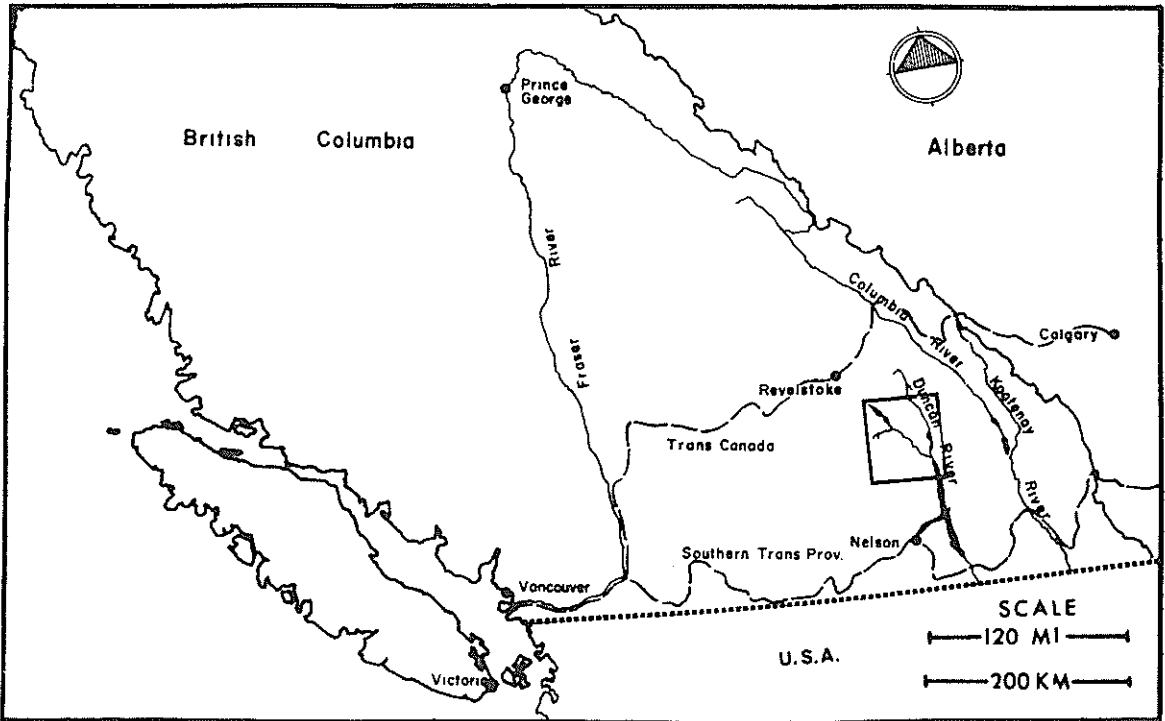 Prince
George
British Columbia
Alberta
River
Fraser
Columbia
River
Calgary
Kootenay
River
Revelstoke
Duncan
River
Trans Canada
Nelson
Southern Trans Prov.
Vancouver
SCALE
120 MI
U.S.A.
200 KM
Victoria